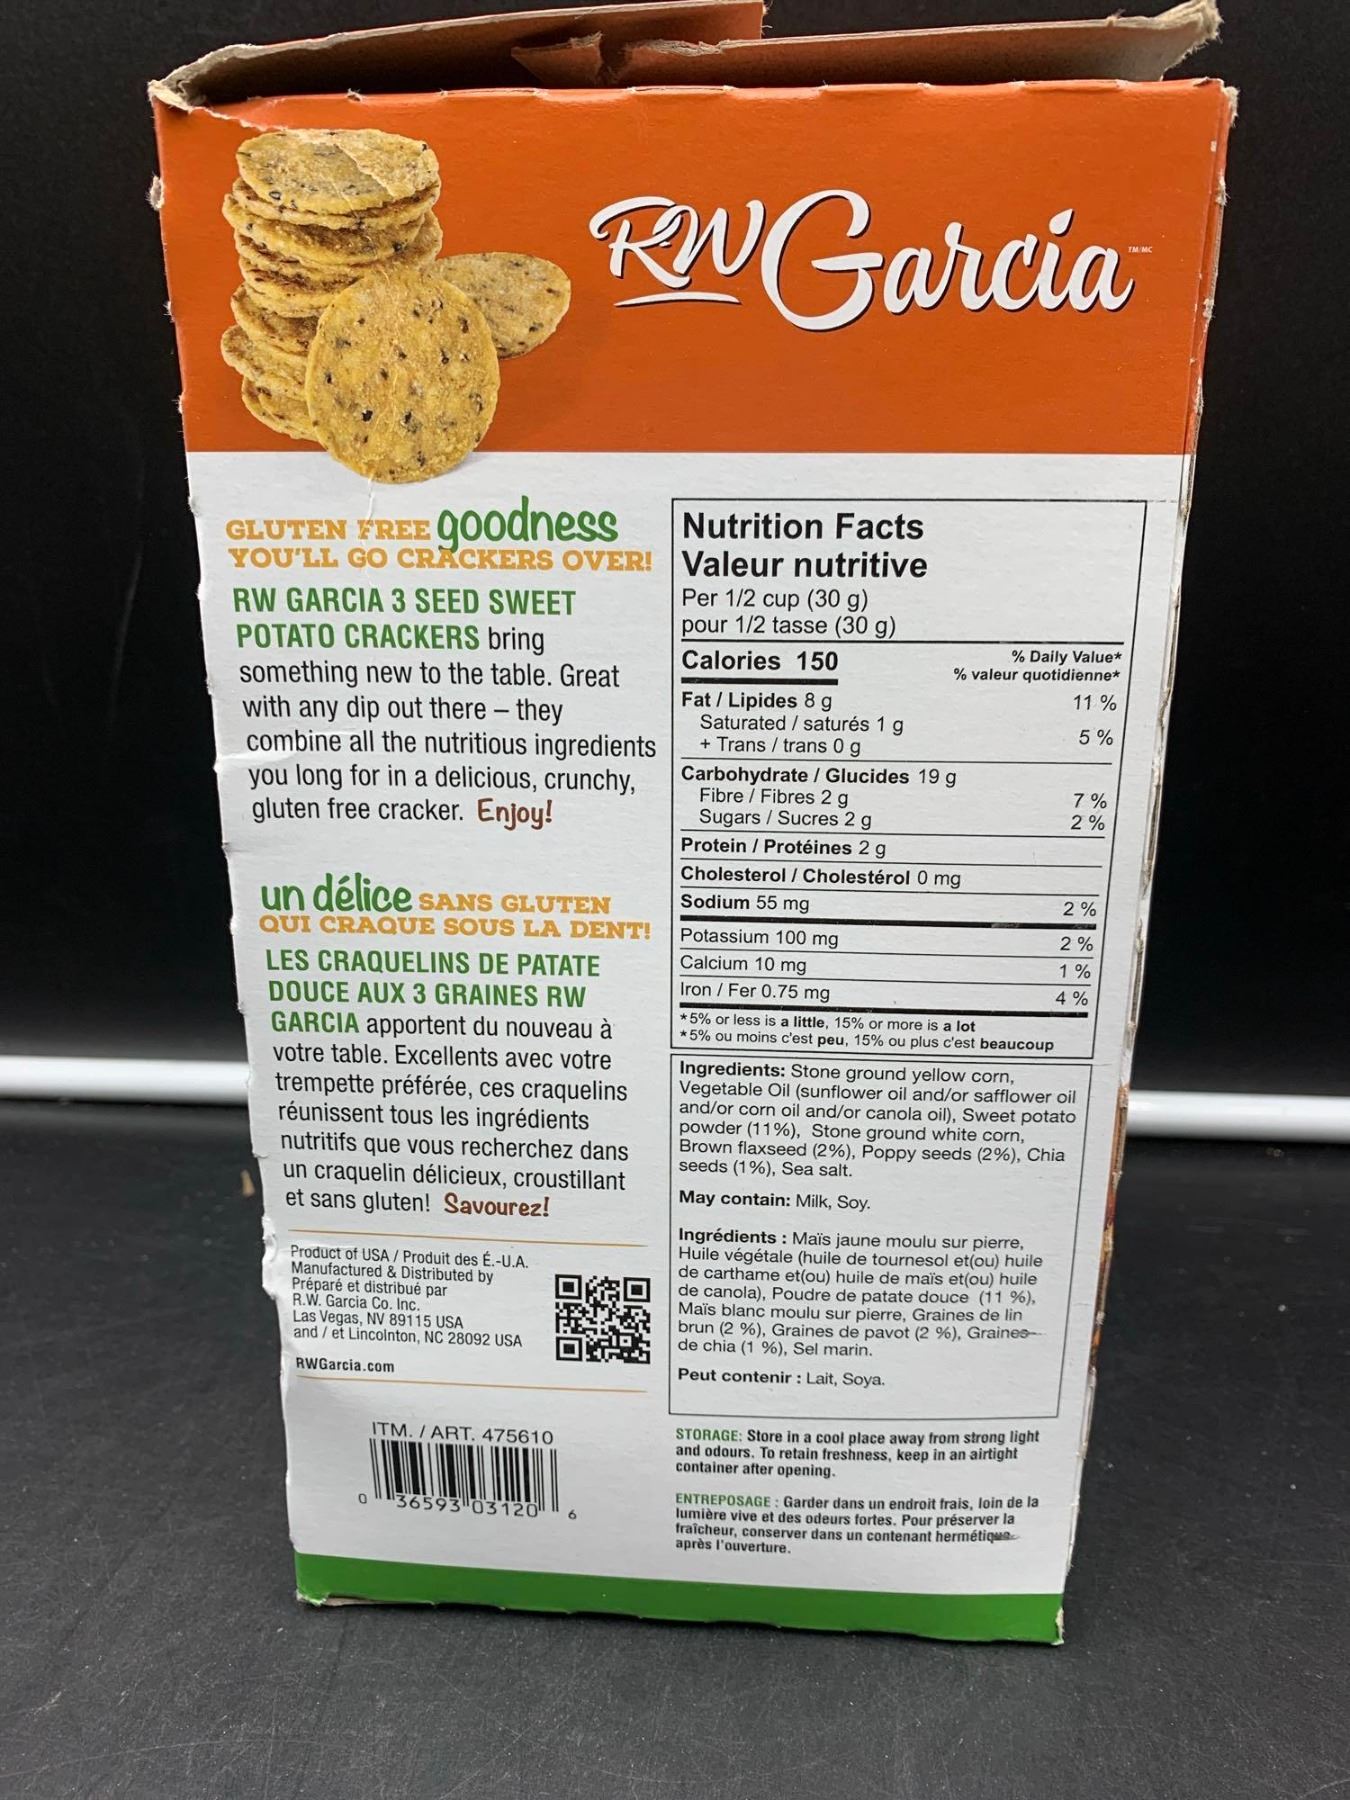 RW Garcia TM/MC
GLUTEN FREE goodness
YOU'LL GO CRACKERS OVER!
RW GARCIA 3 SEED SWEET
POTATO CRACKERS bring
something new to the table. Great
with any dip out there – they
combine all the nutritious ingredients
you long for in a delicious, crunchy,
gluten free cracker. Enjoy!
un délice SANS GLUTEN
QUI CRAQUE SOUS LA DENT!
LES CRAQUELINS DE PATATE
DOUCE AUX 3 GRAINES RW
GARCIA apportent du nouveau à
votre table. Excellents avec votre
trempette préférée, ces craquelins
réunissent tous les ingrédients
nutritifs que vous recherchez dans
un craquelin délicieux, croustillant
et sans gluten! Savourez!
Product of USA / Produit des É.-U.A.
Manufactured & Distributed by
Préparé et distribué par
R.W. Garcia Co. Inc.
Las Vegas, NV 89115 USA
and / et Lincolnton, NC 28092 USA
RWGarcia.com
ITM. / ART. 475610
0 36593 03120 6
Nutrition Facts
Valeur nutritive
Per 1/2 cup (30 g)
pour 1/2 tasse (30 g)
Calories 150
% Daily Value*
% valeur quotidienne*
Fat / Lipides 8 g 11 %
Saturated / saturés 1 g
+ Trans / trans 0 g 5 %
Carbohydrate / Glucides 19 g
Fibre / Fibres 2 g 7 %
Sugars / Sucres 2 g 2 %
Protein / Protéines 2 g
Cholesterol / Cholestérol 0 mg
Sodium 55 mg 2 %
Potassium 100 mg 2 %
Calcium 10 mg 1 %
Iron / Fer 0.75 mg 4 %
*5% or less is a little, 15% or more is a lot
*5% ou moins c'est peu, 15% ou plus c'est beaucoup
Ingredients: Stone ground yellow corn,
Vegetable Oil (sunflower oil and/or safflower oil
and/or corn oil and/or canola oil), Sweet potato
powder (11%), Stone ground white corn,
Brown flaxseed (2%), Poppy seeds (2%), Chia
seeds (1%), Sea salt.
May contain: Milk, Soy.
Ingrédients : Maïs jaune moulu sur pierre,
Huile végétale (huile de tournesol et(ou) huile
de carthame et(ou) huile de maïs et(ou) huile
de canola), Poudre de patate douce (11 %),
Maïs blanc moulu sur pierre, Graines de lin
brun (2 %), Graines de pavot (2 %), Graines
de chia (1 %), Sel marin.
Peut contenir : Lait, Soya.
STORAGE: Store in a cool place away from strong light
and odours. To retain freshness, keep in an airtight
container after opening.
ENTREPOSAGE : Garder dans un endroit frais, loin de la
lumière vive et des odeurs fortes. Pour préserver la
fraîcheur, conserver dans un contenant hermétique
après l'ouverture.